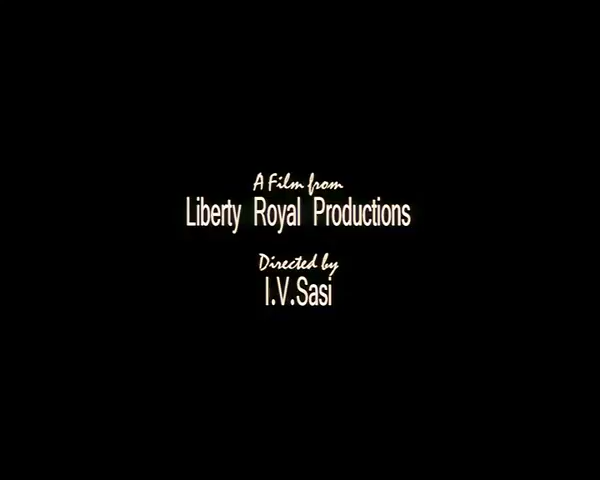 A Film from
Liberty Royal Productions
Directed by
I.V.Sasi